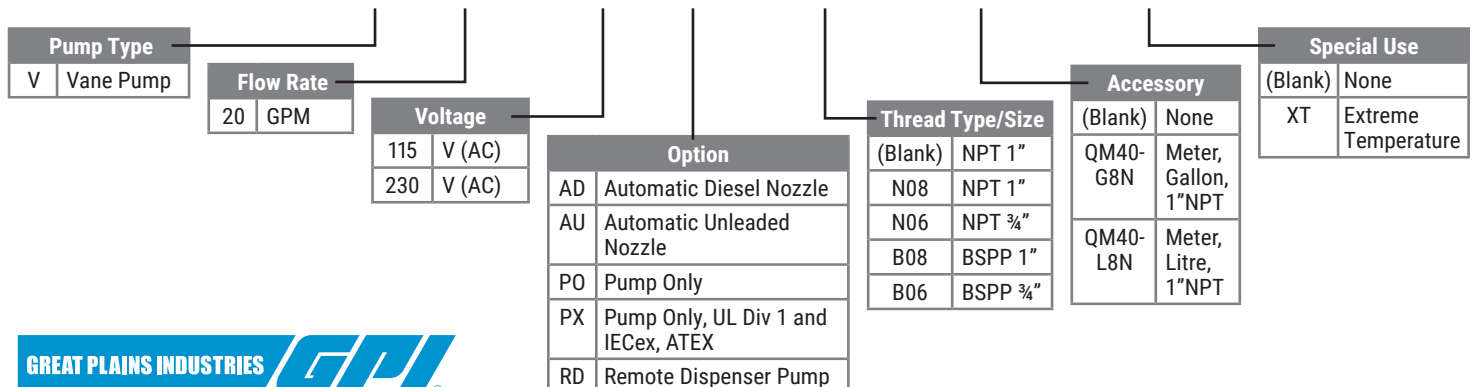 Pump Type
V Vane Pump
Flow Rate
20 GPM
Voltage
115 V (AC)
230 V (AC)
Option
AD Automatic Diesel Nozzle
AU Automatic Unleaded
Nozzle
PO Pump Only
PX Pump Only, UL Div 1 and
IECex, ATEX
RD Remote Dispenser Pump
Thread Type/Size
(Blank) NPT 1”
N08 NPT 1”
N06 NPT ¾”
B08 BSPP 1”
B06 BSPP ¾”
Accessory
(Blank) None
QM40- Meter,
G8N Gallon,
1”NPT
QM40- Meter,
L8N Litre,
1”NPT
Special Use
(Blank) None
XT Extreme
Temperature
GREAT PLAINS INDUSTRIES GPI ®